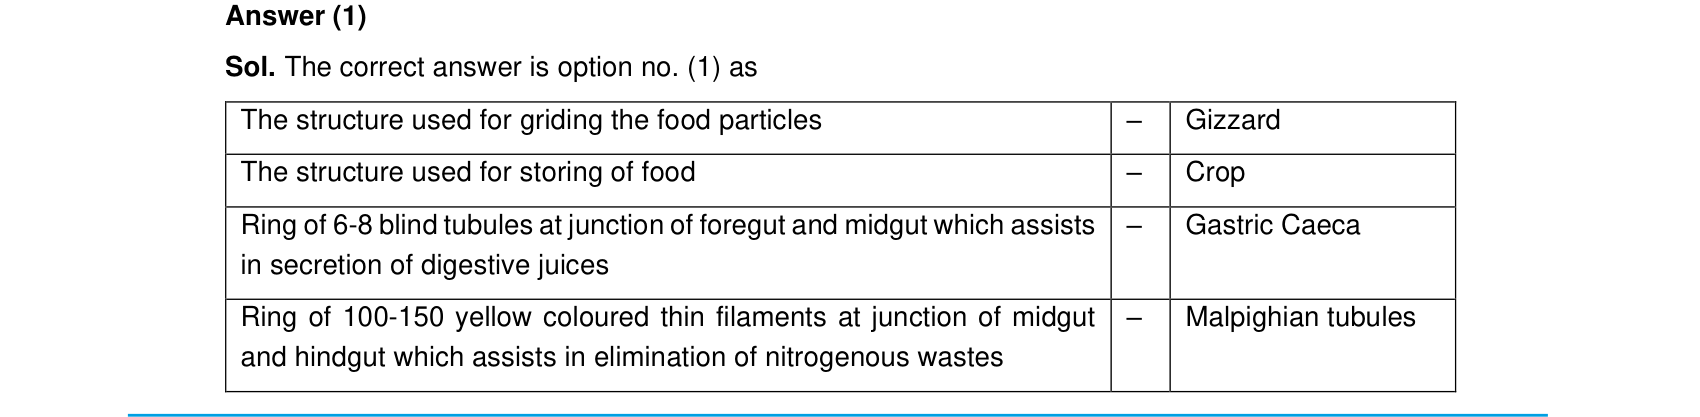 Answer (1)
Sol. The correct answer is option no. (1) as
The structure used for griding the food particles – Gizzard
The structure used for storing of food – Crop
Ring of 6-8 blind tubules at junction of foregut and midgut which assists – Gastric Caeca
in secretion of digestive juices
Ring of 100-150 yellow coloured thin filaments at junction of midgut – Malpighian tubules
and hindgut which assists in elimination of nitrogenous wastes